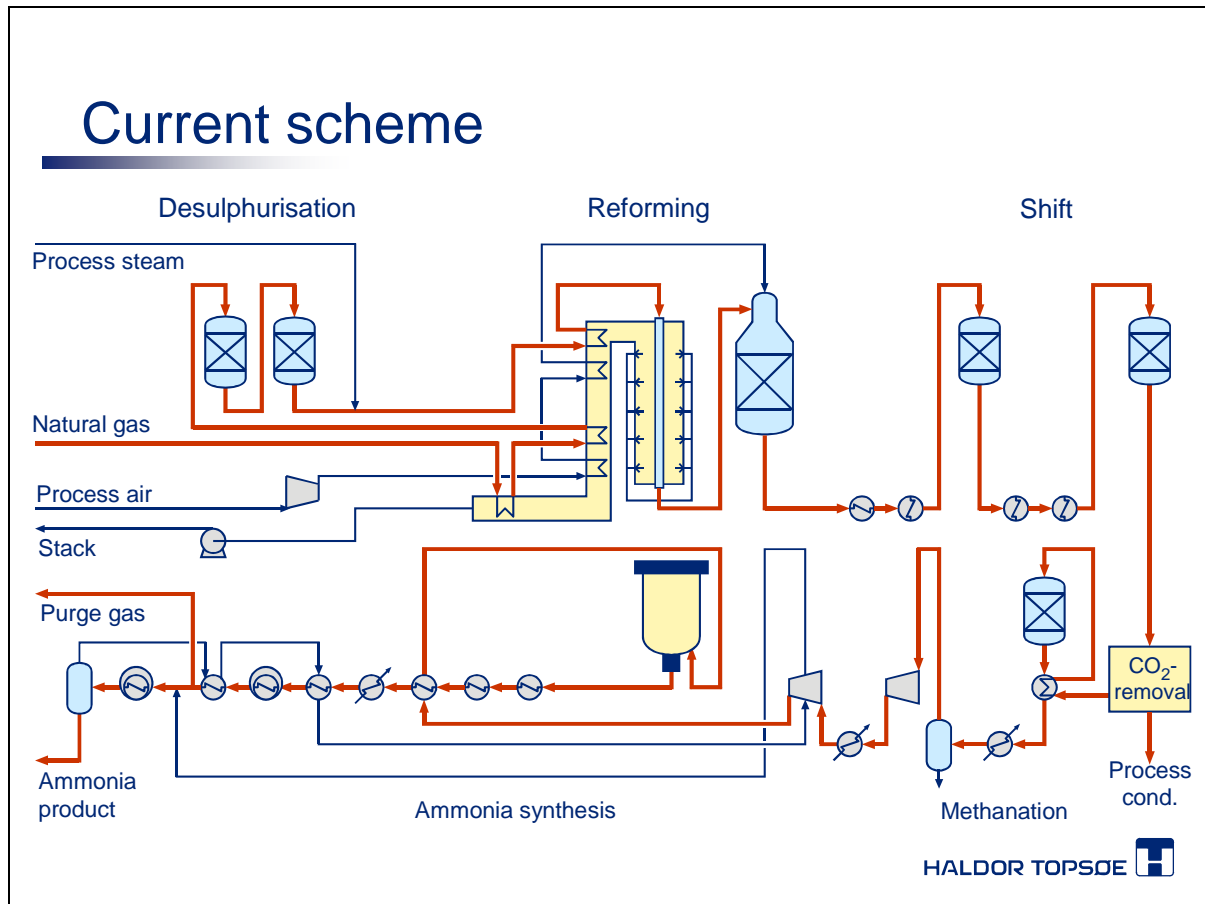 Current scheme
Desulphurisation
Reforming
Shift
Process steam
Natural gas
Process air
Stack
Purge gas
CO₂-
removal
Ammonia
product
Ammonia synthesis
Methanation
Process
cond.
HALDOR TOPSØE